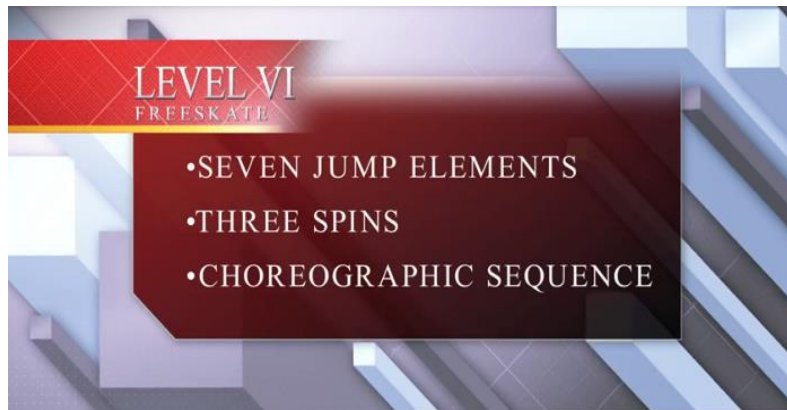 LEVEL VI
FREESKATE
•SEVEN JUMP ELEMENTS
•THREE SPINS
•CHOREOGRAPHIC SEQUENCE